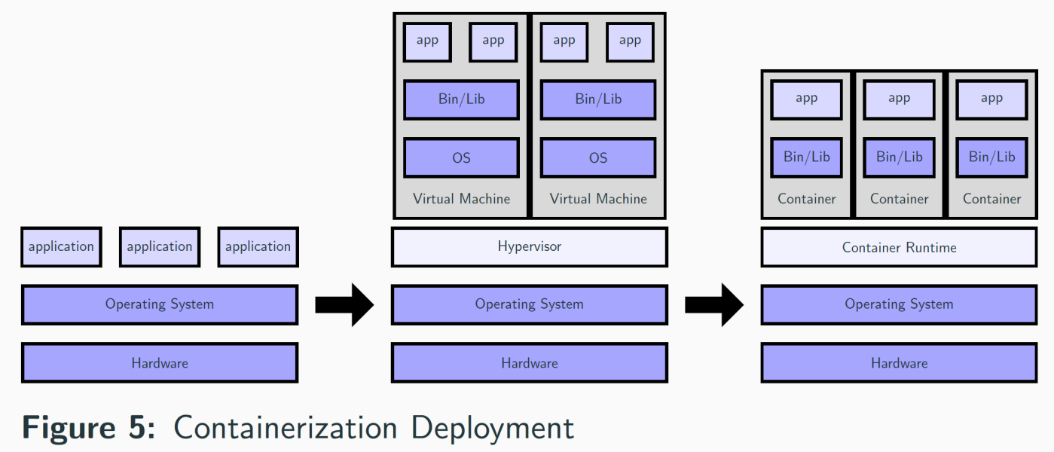 app app app app
Bin/Lib Bin/Lib
OS OS
Virtual Machine Virtual Machine
app app app
Bin/Lib Bin/Lib Bin/Lib
Container Container Container
application application application
Hypervisor
Container Runtime
Operating System
Operating System
Operating System
Hardware
Hardware
Hardware
Figure 5: Containerization Deployment